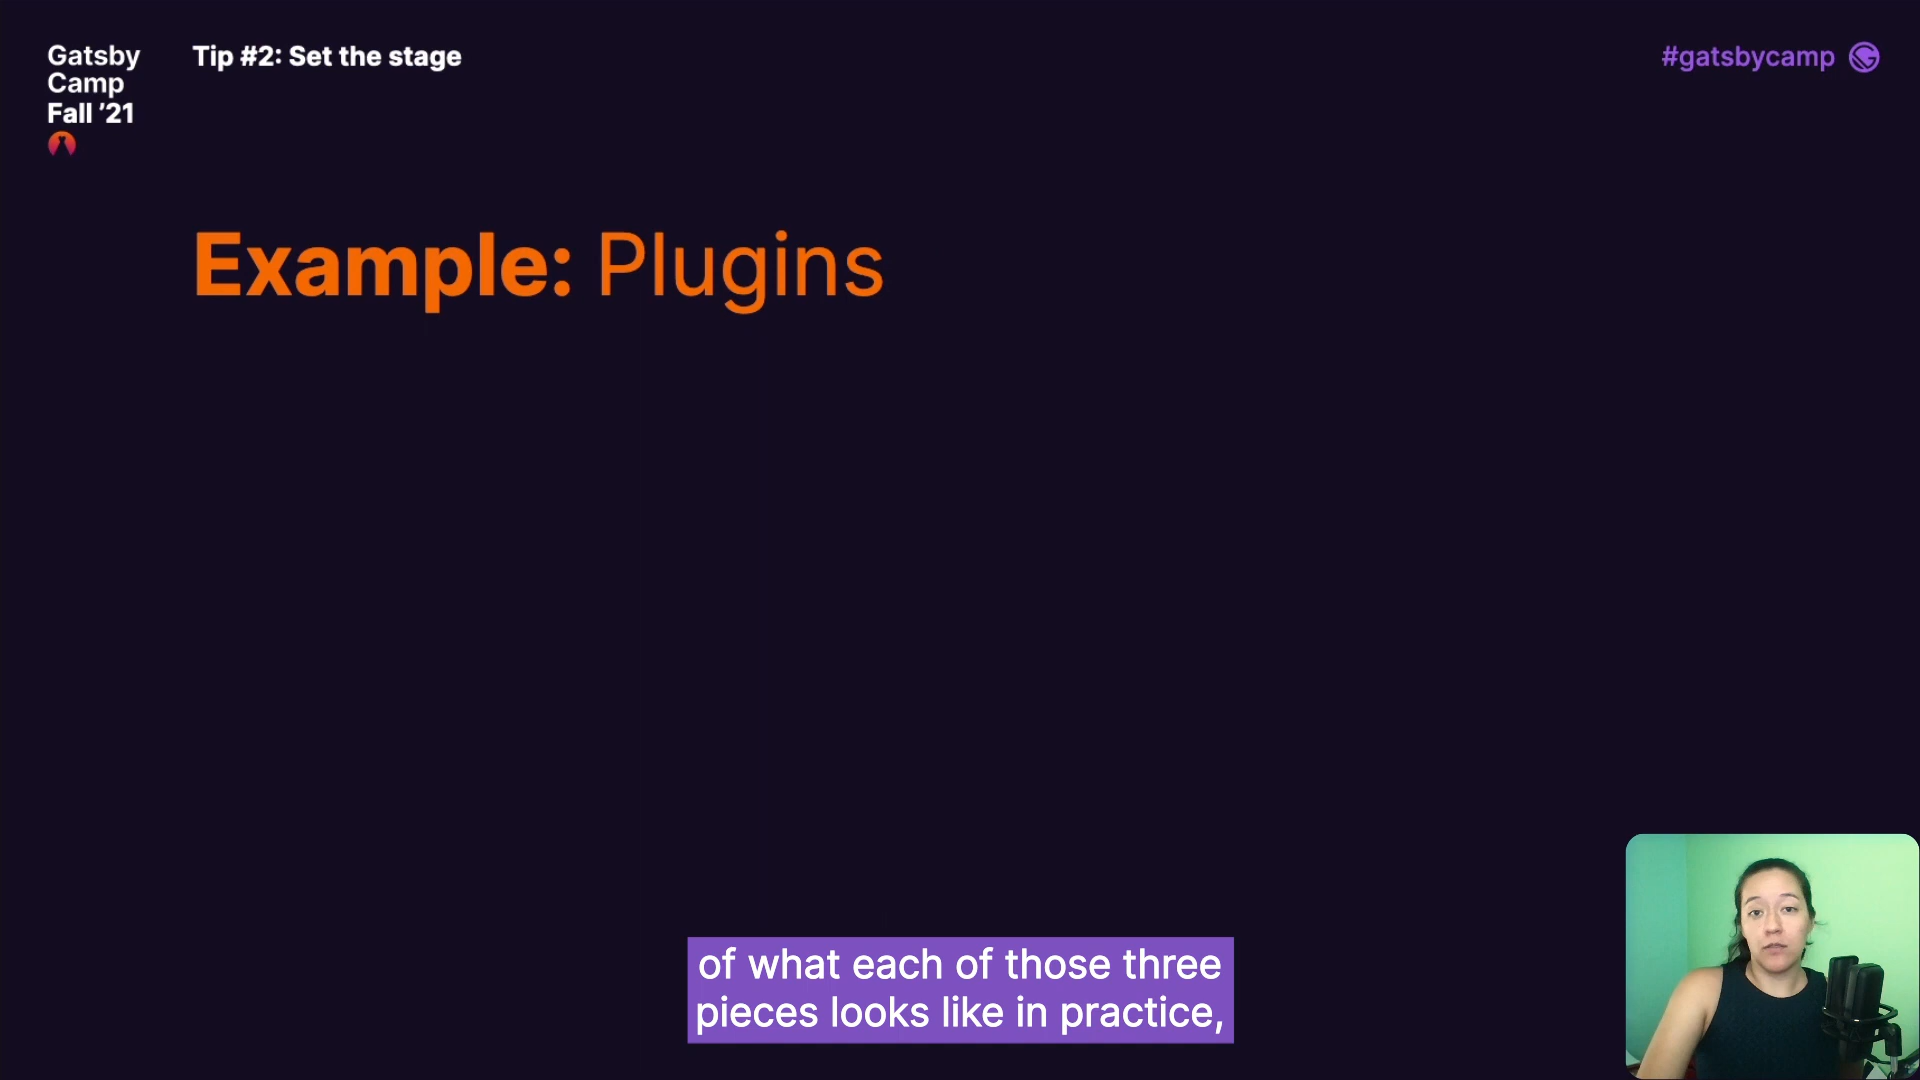 Gatsby
Camp
Fall ’21
Tip #2: Set the stage
#gatsbycamp
Example: Plugins
of what each of those three
pieces looks like in practice,